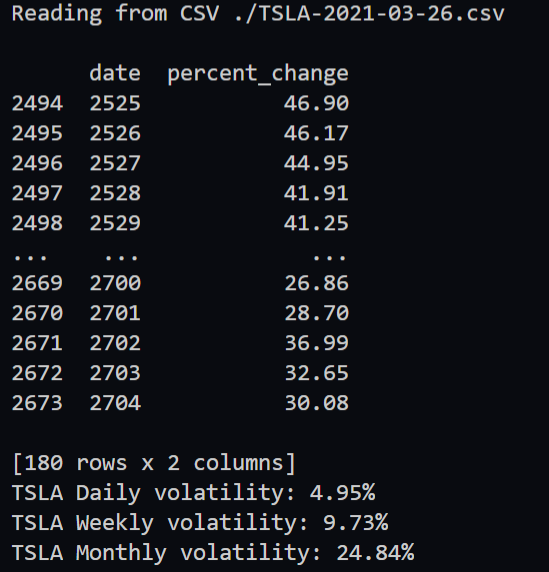 Reading from CSV ./TSLA-2021-03-26.csv
date percent_change
2494 2525 46.90
2495 2526 46.17
2496 2527 44.95
2497 2528 41.91
2498 2529 41.25
... ... ...
2669 2700 26.86
2670 2701 28.70
2671 2702 36.99
2672 2703 32.65
2673 2704 30.08
[180 rows x 2 columns]
TSLA Daily volatility: 4.95%
TSLA Weekly volatility: 9.73%
TSLA Monthly volatility: 24.84%